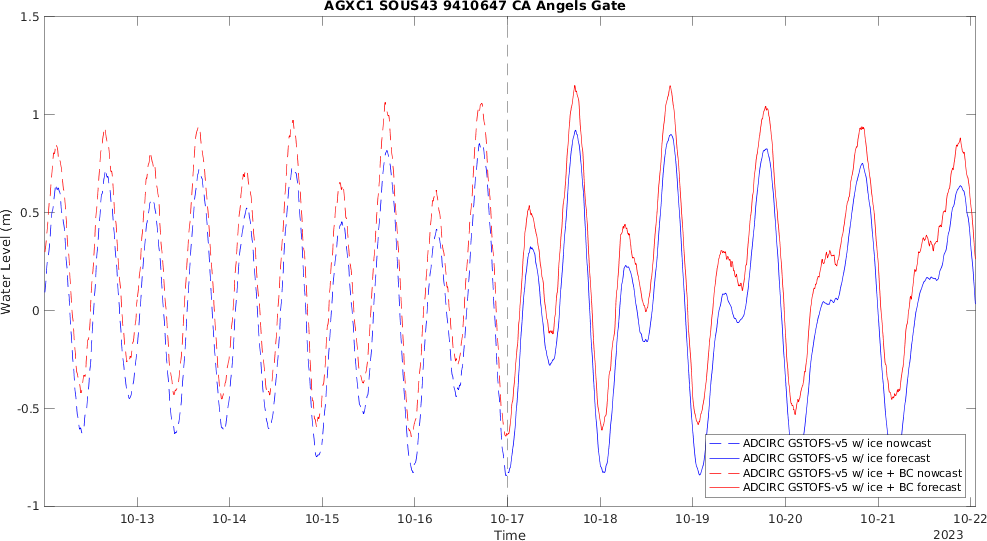 AGXC1 SOUS43 9410647 CA Angels Gate
1.5
1
0.5
0
-0.5
-1
Water Level (m)
10-13
10-14
10-15
10-16
10-17
10-18
10-19
10-20
10-21
10-22
Time
2023
ADCIRC GSTOFS-v5 w/ ice nowcast
ADCIRC GSTOFS-v5 w/ ice forecast
ADCIRC GSTOFS-v5 w/ ice + BC nowcast
ADCIRC GSTOFS-v5 w/ ice + BC forecast